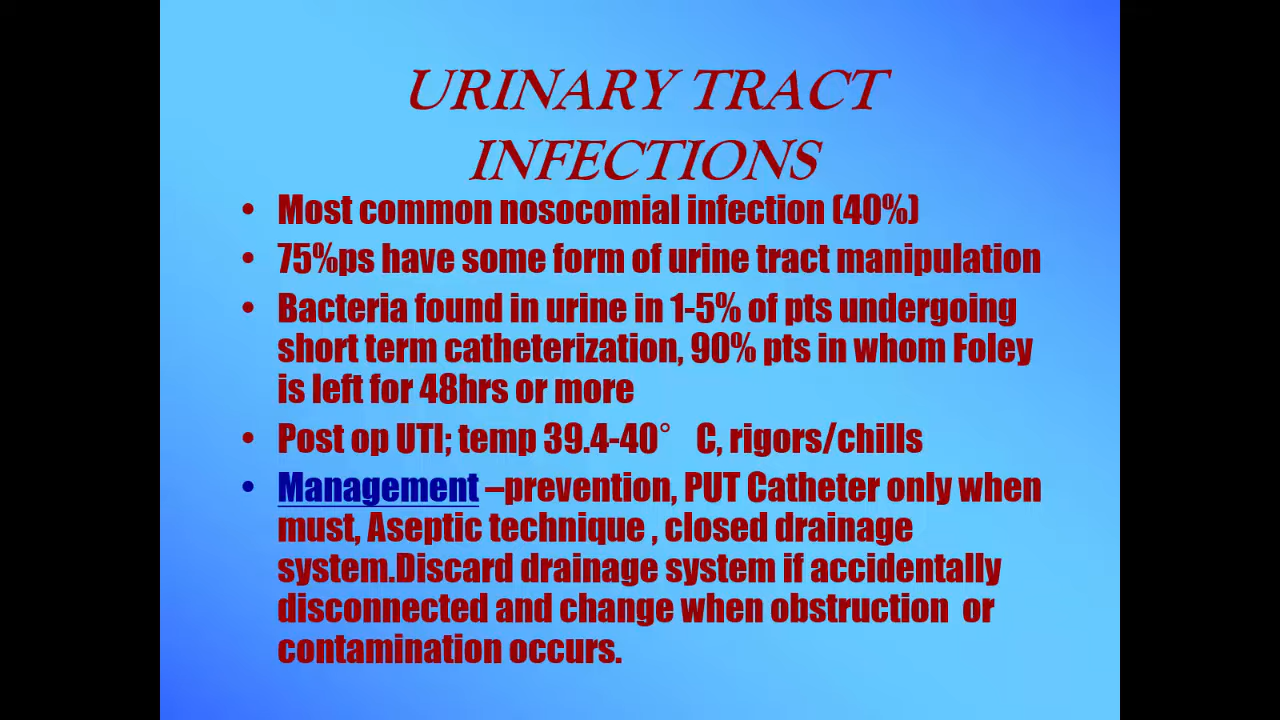 URINARY TRACT
INFECTIONS
• Most common nosocomial infection (40%)
• 75%ps have some form of urine tract manipulation
• Bacteria found in urine in 1-5% of pts undergoing
short term catheterization, 90% pts in whom Foley
is left for 48hrs or more
• Post op UTI; temp 39.4-40° C, rigors/chills
• Management –prevention, PUT Catheter only when
must, Aseptic technique , closed drainage
system.Discard drainage system if accidentally
disconnected and change when obstruction or
contamination occurs.